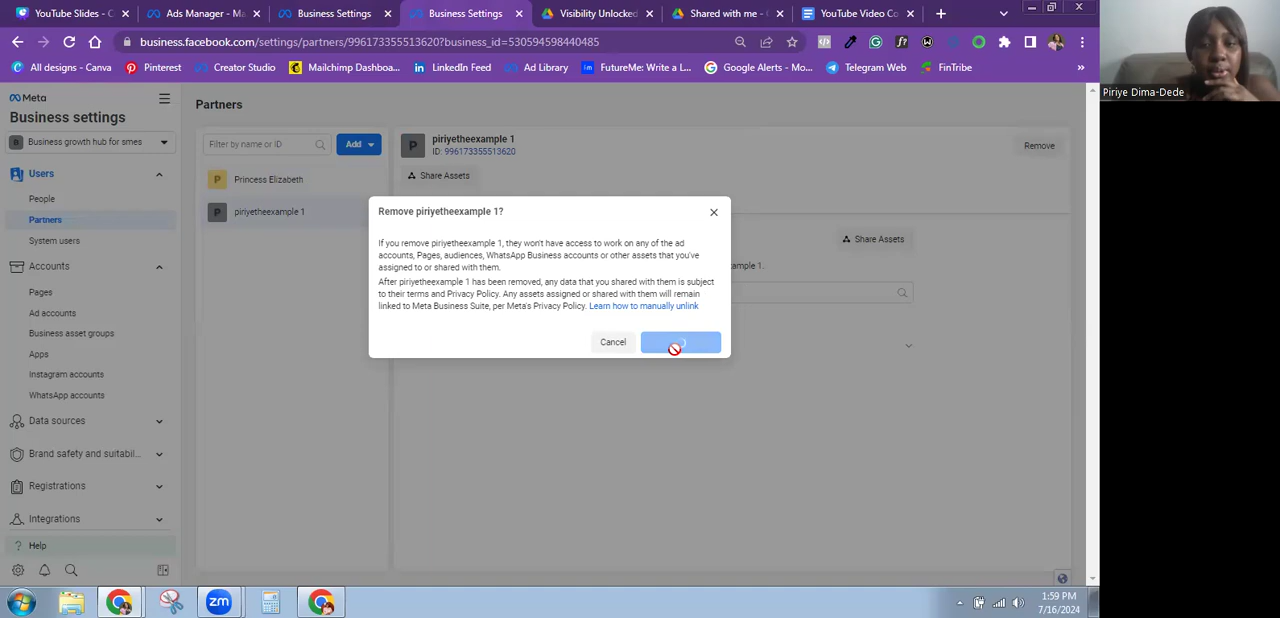 YouTube Slides - C
Ads Manager - Ma
Business Settings
Business Settings
Visibility Unlocked
Shared with me - G
YouTube Video Co
business.facebook.com/settings/partners/996173355513620?business_id=530594598440485
All designs - Canva
Pinterest
Creator Studio
Mailchimp Dashboa...
LinkedIn Feed
Ad Library
FutureMe: Write a L...
Google Alerts - Mo...
Telegram Web
FinTribe
Piriye Dima-Dede
Meta
Business settings
Business growth hub for smes
Users
People
Partners
System users
Accounts
Pages
Ad accounts
Business asset groups
Apps
Instagram accounts
WhatsApp accounts
Data sources
Brand safety and suitabil...
Registrations
Integrations
Help
Partners
Filter by name or ID
Add
Princess Elizabeth
piriyetheexample 1
piriyetheexample 1
ID: 996173355513620
Share Assets
Remove
Share Assets
ample 1.
Remove piriyetheexample 1?
If you remove piriyetheexample 1, they won't have access to work on any of the ad
accounts, Pages, audiences, WhatsApp Business accounts or other assets that you've
assigned to or shared with them.
After piriyetheexample 1 has been removed, any data that you shared with them is subject
to their terms and Privacy Policy. Any assets assigned or shared with them will remain
linked to Meta Business Suite, per Meta's Privacy Policy. Learn how to manually unlink
Cancel
zm
1:59 PM
7/16/2024